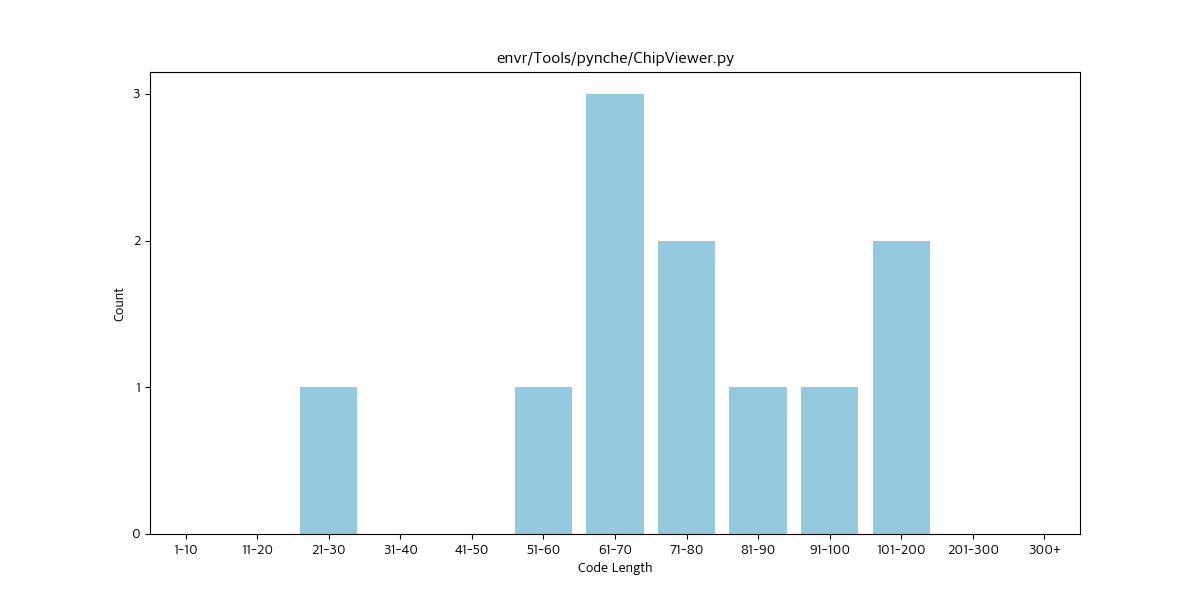 envr/Tools/pynche/ChipViewer.py
3
2
1
0
Count
1-10 11-20 21-30 31-40 41-50 51-60 61-70 71-80 81-90 91-100 101-200 201-300 300+
Code Length